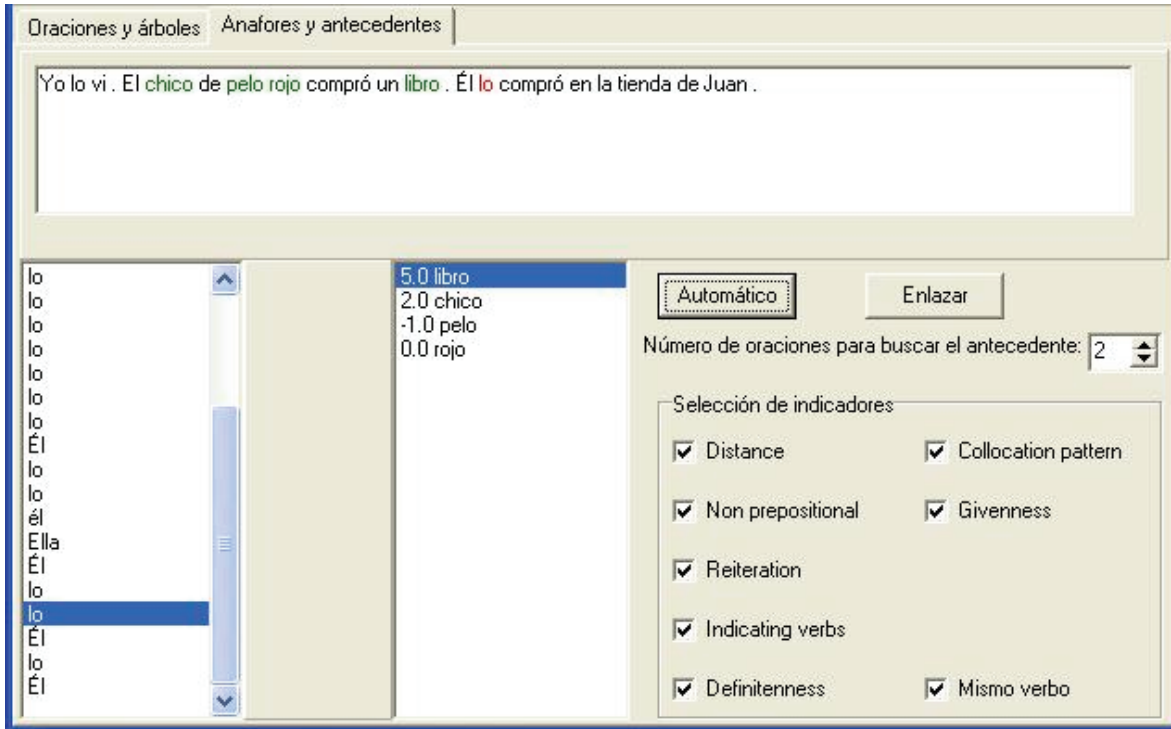 Oraciones y árboles
Anafores y antecedentes
Yo lo vi . El chico de pelo rojo compró un libro . Él lo compró en la tienda de Juan .
lo
lo
lo
lo
lo
lo
lo
Él
lo
lo
él
Ella
Él
lo
lo
Él
lo
Él
5.0 libro
2.0 chico
-1.0 pelo
0.0 rojo
Automático
Enlazar
Número de oraciones para buscar el antecedente: 2
Selección de indicadores
Distance
Collocation pattern
Non prepositional
Givenness
Reiteration
Indicating verbs
Definitenness
Mismo verbo